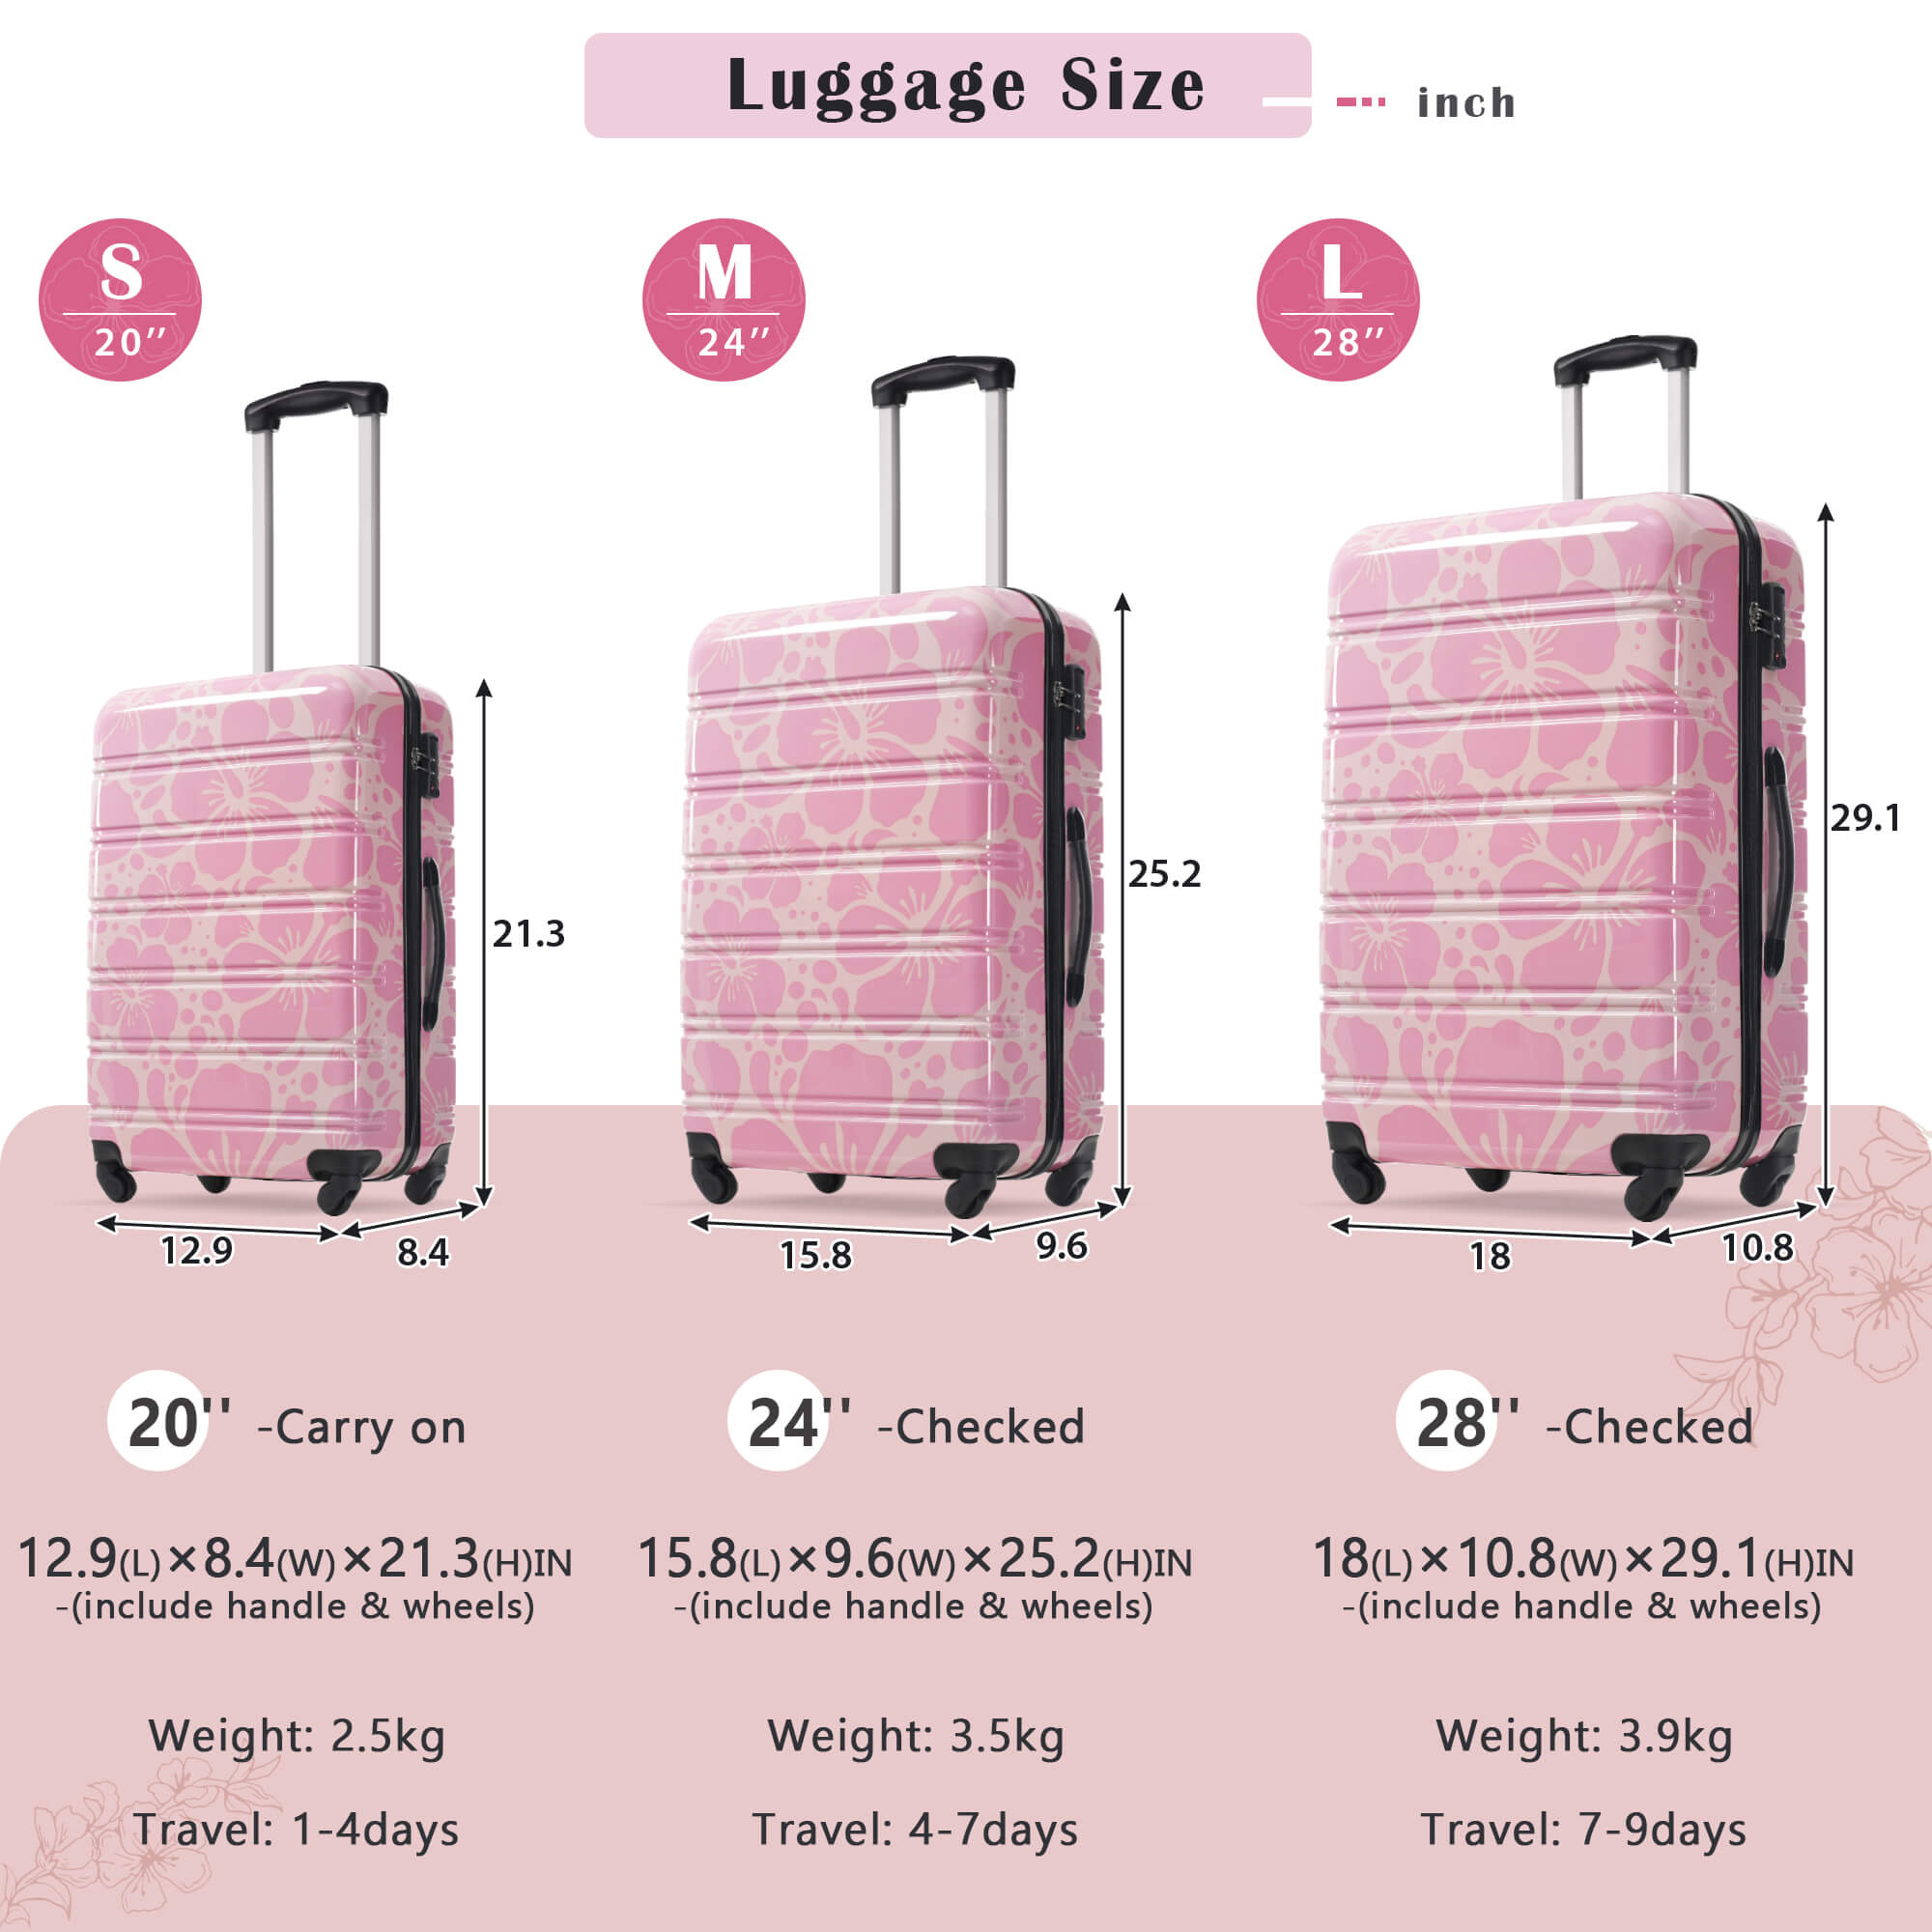 Luggage Size
inch
S
20''
M
24''
L
28''
21.3
12.9
8.4
25.2
15.8
9.6
29.1
18
10.8
20'' -Carry on
12.9(L)×8.4(W)×21.3(H)IN
-(include handle & wheels)
Weight: 2.5kg
Travel: 1-4days
24'' -Checked
15.8(L)×9.6(W)×25.2(H)IN
-(include handle & wheels)
Weight: 3.5kg
Travel: 4-7days
28'' -Checked
18(L)×10.8(W)×29.1(H)IN
-(include handle & wheels)
Weight: 3.9kg
Travel: 7-9days